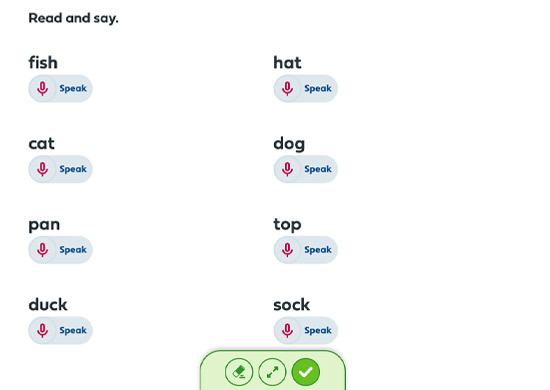 Read and say.
fish
Speak
hat
Speak
cat
Speak
dog
Speak
pan
Speak
top
Speak
duck
Speak
sock
Speak